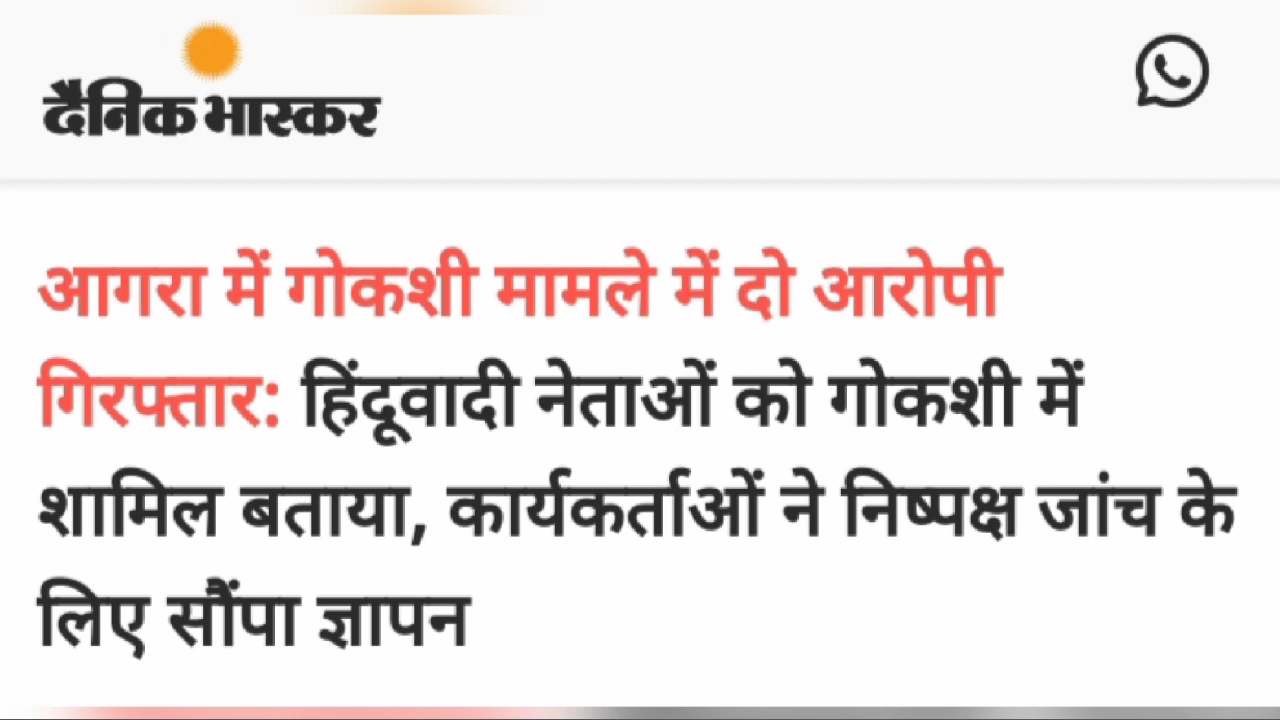 दैनिक भास्कर
आगरा में गोकशी मामले में दो आरोपी
गिरफ्तार: हिंदूवादी नेताओं को गोकशी में
शामिल बताया, कार्यकर्ताओं ने निष्पक्ष जांच के
लिए सौंपा ज्ञापन